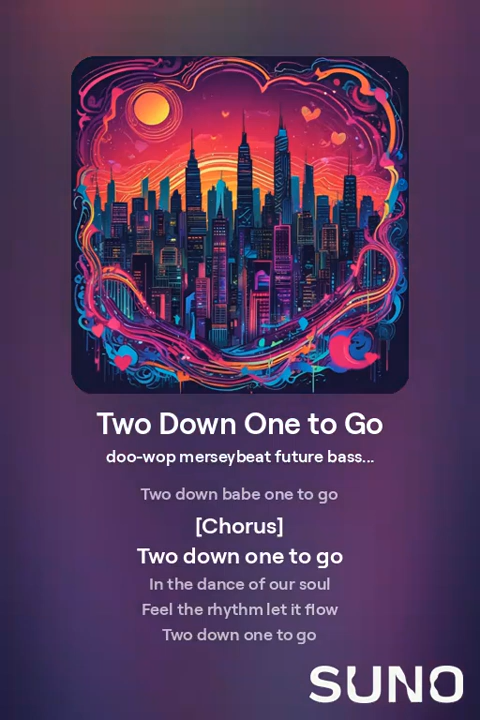 Two Down One to Go
doo-wop merseybeat future bass...
Two down babe one to go
[Chorus]
Two down one to go
In the dance of our soul
Feel the rhythm let it flow
Two down one to go
SUNO